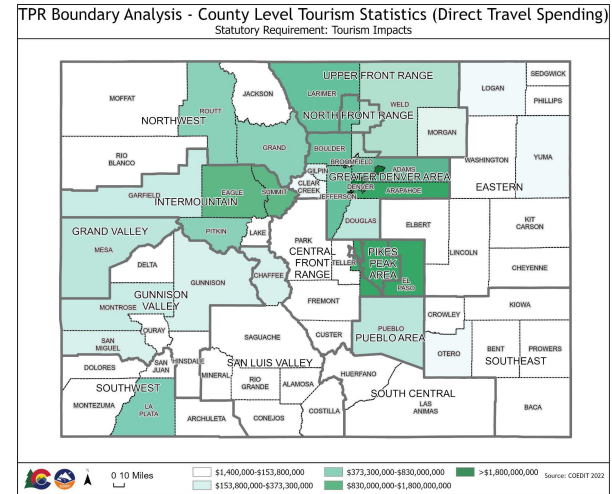 TPR Boundary Analysis - County Level Tourism Statistics (Direct Travel Spending)
Statutory Requirement: Tourism Impacts
MOFFAT
ROUTT
JACKSON
LARIMER
UPPER FRONT RANGE
WELD
LOGAN
SEDGWICK
PHILLIPS
NORTHWEST
NORTH FRONT RANGE
MORGAN
RIO
BLANCO
GRAND
BOULDER
BROOMFIELD
WASHINGTON
YUMA
GILPIN
GREATER DENVER AREA
ADAMS
CLEAR
CREEK
DENVER
ARAPAHOE
EASTERN
GARFIELD
INTERMOUNTAIN
EAGLE
SUMMIT
JEFFERSON
GRAND VALLEY
PITKIN
LAKE
PARK
DOUGLAS
ELBERT
KIT
CARSON
MESA
DELTA
CENTRAL
FRONT
RANGE
TELLER
PIKES
PEAK
AREA
EL
PASO
LINCOLN
CHEYENNE
GUNNISON
CHAFFEE
GUNNISON
VALLEY
MONTROSE
FREMONT
CROWLEY
KIOWA
OURAY
SAN
MIGUEL
SAGUACHE
CUSTER
PUEBLO
PUEBLO AREA
OTERO
BENT
PROWERS
SOUTHEAST
DOLORES
SAN
JUAN
HINSDALE
SAN LUIS VALLEY
MINERAL
RIO
GRANDE
ALAMOSA
HUERFANO
SOUTHWEST
SOUTH CENTRAL
MONTEZUMA
LA
PLATA
ARCHULETA
CONEJOS
COSTILLA
LAS
ANIMAS
BACA
0 10 Miles
$1,400,000-$153,800,000
$153,800,000-$373,300,000
$373,300,000-$830,000,000
$830,000,000-$1,800,000,000
>$1,800,000,000
Source: COEDIT 2022